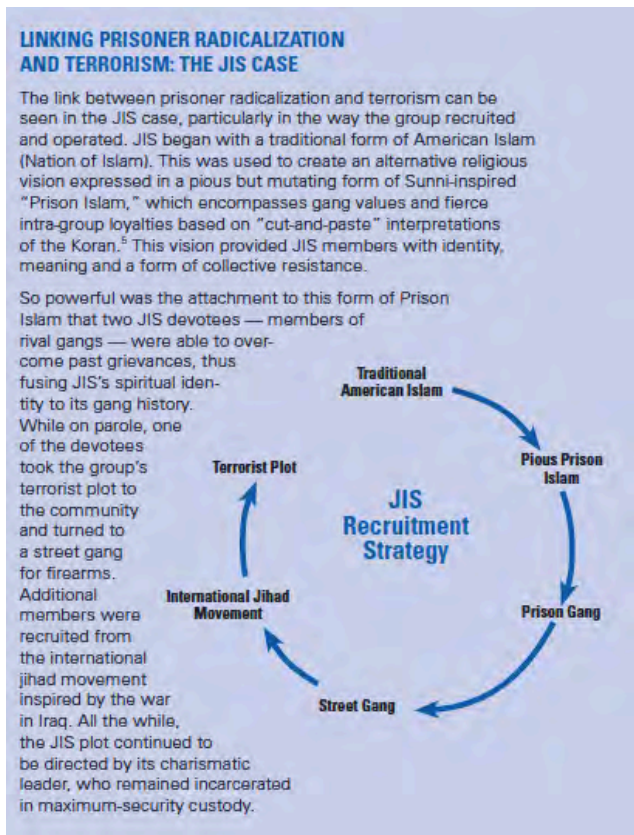 LINKING PRISONER RADICALIZATION
AND TERRORISM: THE JIS CASE
The link between prisoner radicalization and terrorism can be
seen in the JIS case, particularly in the way the group recruited
and operated. JIS began with a traditional form of American Islam
(Nation of Islam). This was used to create an alternative religious
vision expressed in a pious but mutating form of Sunni-inspired
"Prison Islam," which encompasses gang values and fierce
intra-group loyalties based on "cut-and-paste" interpretations
of the Koran.5 This vision provided JIS members with identity,
meaning and a form of collective resistance.
So powerful was the attachment to this form of Prison
Islam that two JIS devotees — members of
rival gangs — were able to over-
come past grievances, thus
fusing JIS's spiritual iden-
tity to its gang history.
While on parole, one
of the devotees
took the group's
terrorist plot to
the community
and turned to
a street gang
for firearms.
Additional
members were
recruited from
the international
jihad movement
inspired by the war
in Iraq. All the while,
the JIS plot continued to
be directed by its charismatic
leader, who remained incarcerated
in maximum-security custody.
Traditional
American Islam
Pious Prison
Islam
Prison Gang
Street Gang
International Jihad
Movement
Terrorist Plot
JIS
Recruitment
Strategy